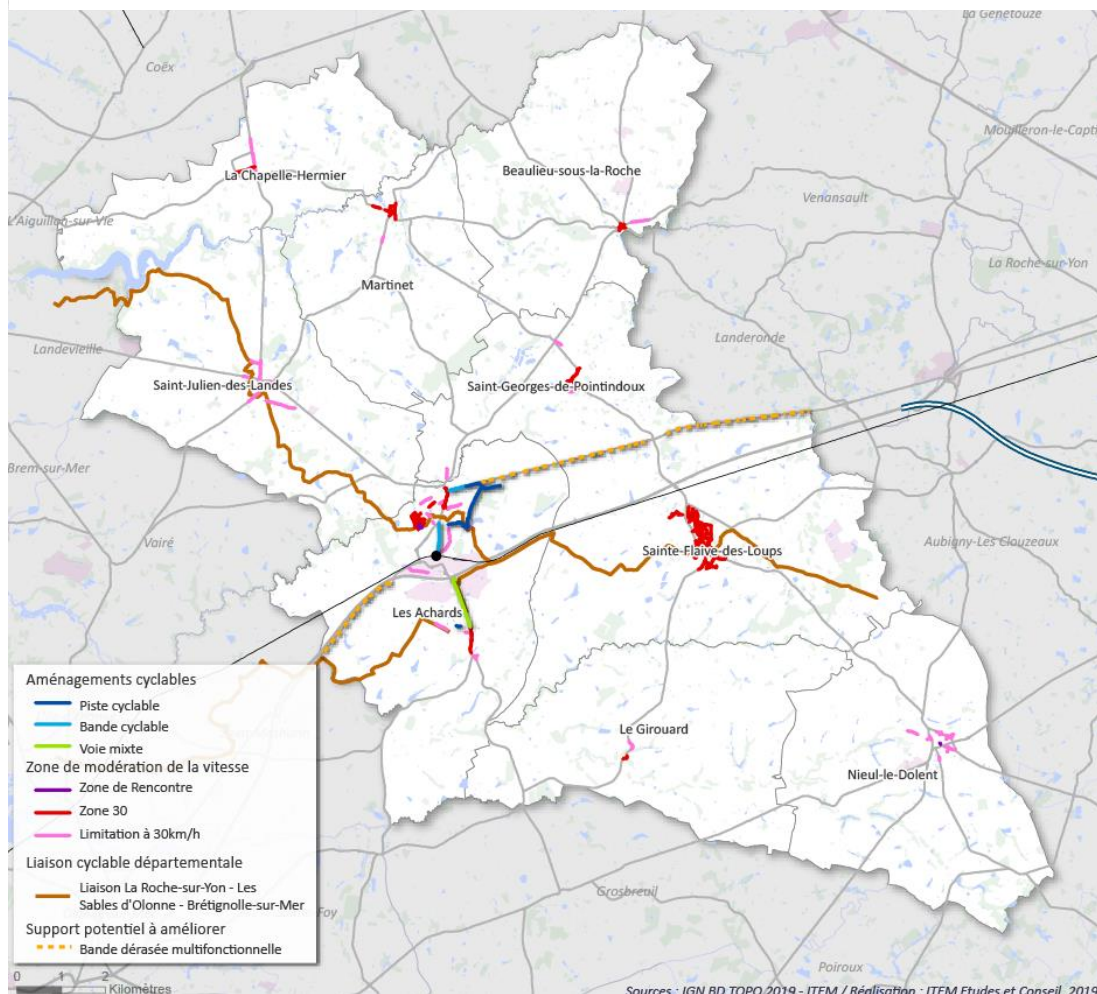 La Genétouze
Coëx
Mouilleron-le-Capti
La Chapelle-Hermier
Beaulieu-sous-la-Roche
Venansault
L'Aiguillon-sur-Vie
La Roche-sur-Yon
Martinet
Landevieille
Landeronde
Saint-Julien-des-Landes
Saint-Georges-de-Pointindoux
Brem-sur-Mer
Vairé
Sainte-Flaive-des-Loups
Aubigny-Les Clouzeaux
Les Achards
Le Girouard
Nieul-le-Dolent
Grosbreuil
Foy
Poiroux
Aménagements cyclables
Piste cyclable
Bande cyclable
Voie mixte
Zone de modération de la vitesse
Zone de Rencontre
Zone 30
Limitation à 30km/h
Liaison cyclable départementale
Liaison La Roche-sur-Yon - Les
Sables d'Olonne - Brétignolle-sur-Mer
Support potentiel à améliorer
Bande dérasée multifonctionnelle
0 1 2
Kilomètres
Sources : IGN BD TOPO 2019 - ITEM / Réalisation : ITEM Etudes et Conseil, 2019